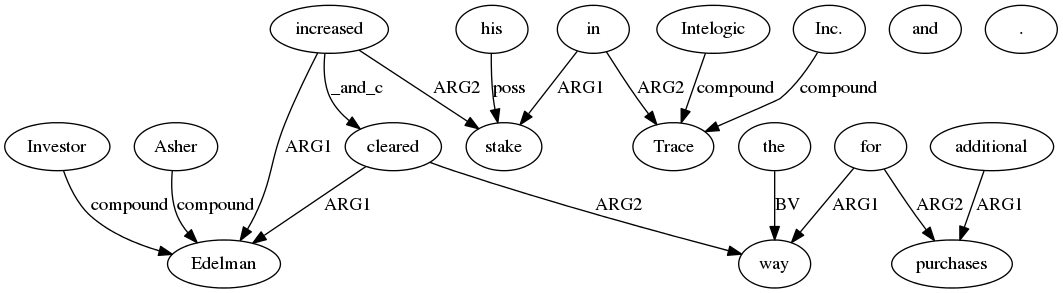 increased his in Intelogic Inc. and .
_and_c ARG2 poss ARG1 ARG2 compound compound
Investor Asher ARG1 cleared stake Trace the for additional
compound compound ARG1 ARG2 BV ARG1 ARG2 ARG1
Edelman way purchases